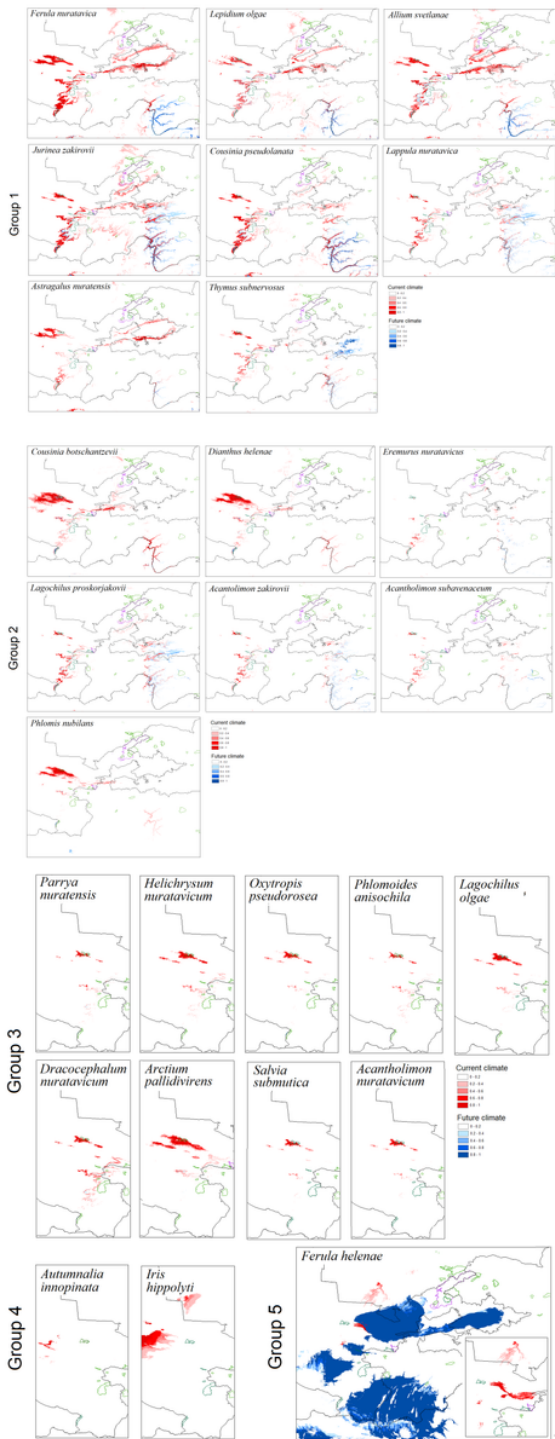 Group 1
Ferula nuratavica
Lepidium olgae
Allium svetlanae
Jurinea zakirovii
Cousinia pseudolanata
Lappula nuratavica
Astragalus nuratensis
Thymus subnervosus
Current climate
Future climate
Group 2
Cousinia botschantzevii
Dianthus helenae
Eremurus nuratavicus
Lagochilus proskorjakovii
Acantolimon zakirovii
Acantholimon subavenaceum
Phlomis nubilans
Current climate
Future climate
Group 3
Parrya
nuratensis
Helichrysum
nuratavicum
Oxytropis
pseudorosea
Phlomoides
anisochila
Lagochilus
olgae
Dracocephalum
nuratavicum
Arctium
pallidivirens
Salvia
submutica
Acantholimon
nuratavicum
Current climate
0 - 0.2
0.2 - 0.4
0.4 - 0.6
0.6 - 0.8
0.8 - 1
Future climate
0 - 0.2
0.2 - 0.4
0.4 - 0.6
0.6 - 0.8
0.8 - 1
Group 4
Autumnalia
innopinata
Iris
hippolyti
Group 5
Ferula helenae